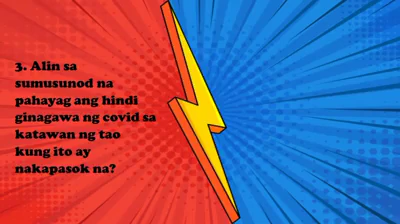 3. Alin sa
sumusunod na
pahayag ang hindi
ginagawa ng covid sa
katawan ng tao
kung ito ay
nakapasok na?